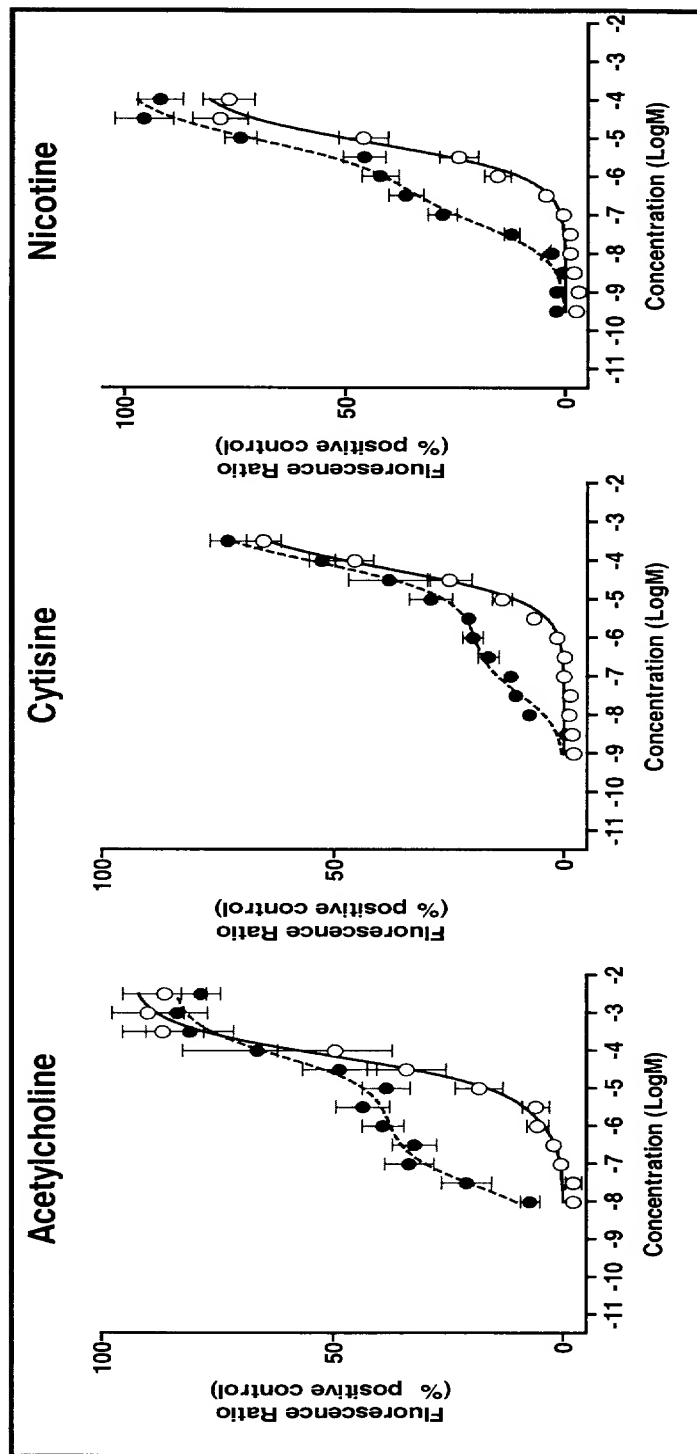 Acetylcholine
Fluorescence Ratio
(% positive control)
100
50
0
-11 -10 -9 -8 -7 -6 -5 -4 -3 -2
Concentration (LogM)
Cytisine
Fluorescence Ratio
(% positive control)
100
50
0
-11 -10 -9 -8 -7 -6 -5 -4 -3 -2
Concentration (LogM)
Nicotine
Fluorescence Ratio
(% positive control)
100
50
0
-11 -10 -9 -8 -7 -6 -5 -4 -3 -2
Concentration (LogM)